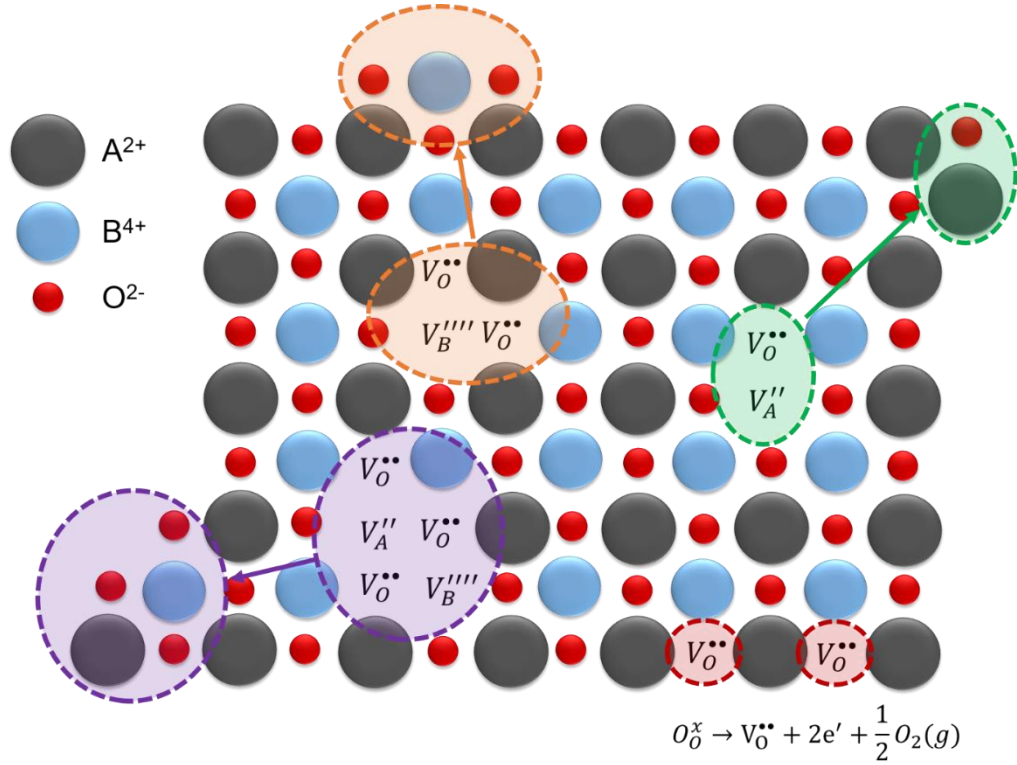 A²⁺
B⁴⁺
O²⁻
V_O^••
V_B'''' V_O^••
V_O^••
V_A''
V_O^••
V_A'' V_O^••
V_O^•• V_B''''
V_O^•• V_O^••
O_O^x → V_O^•• + 2e′ + 1/2 O₂(g)